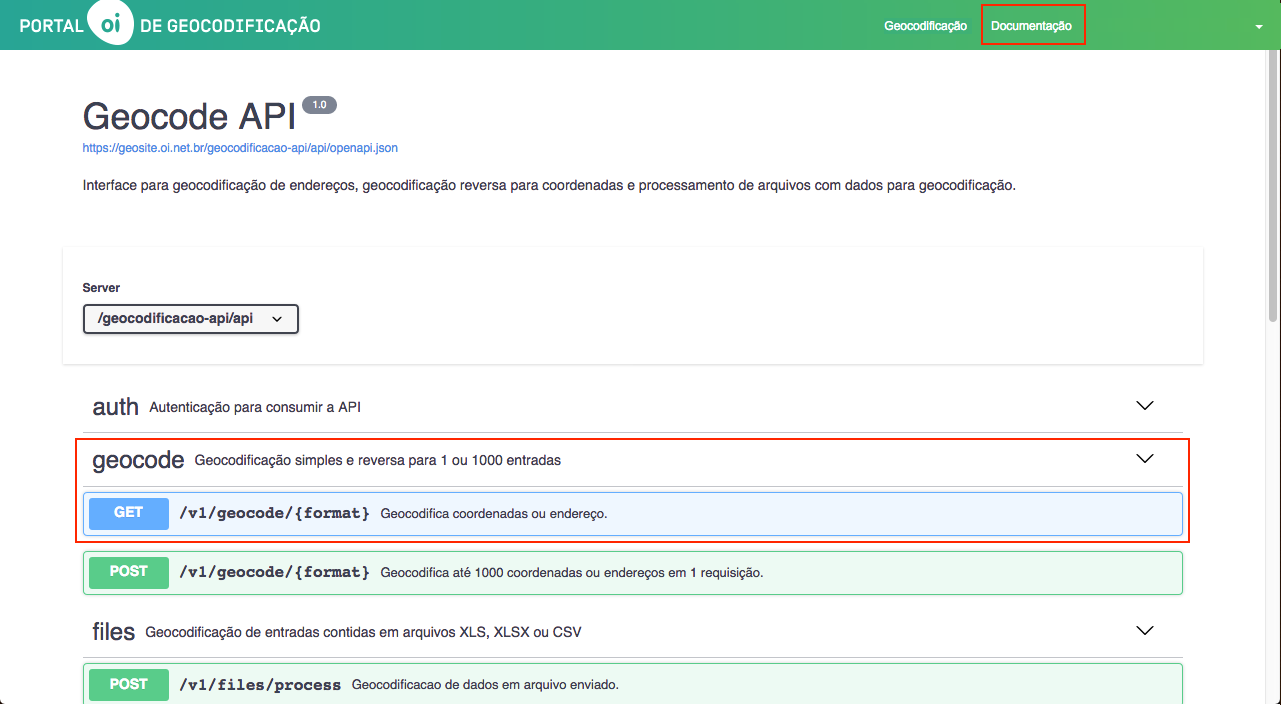 PORTAL oi DE GEOCODIFICAÇÃO
Geocodificação Documentação
Geocode API 1.0
https://geosite.oi.net.br/geocodificacao-api/api/openapi.json
Interface para geocodificação de endereços, geocodificação reversa para coordenadas e processamento de arquivos com dados para geocodificação.
Server
/geocodificacao-api/api
auth Autenticação para consumir a API
geocode Geocodificação simples e reversa para 1 ou 1000 entradas
GET /v1/geocode/{format} Geocodifica coordenadas ou endereço.
POST /v1/geocode/{format} Geocodifica até 1000 coordenadas ou endereços em 1 requisição.
files Geocodificação de entradas contidas em arquivos XLS, XLSX ou CSV
POST /v1/files/process Geocodificacao de dados em arquivo enviado.